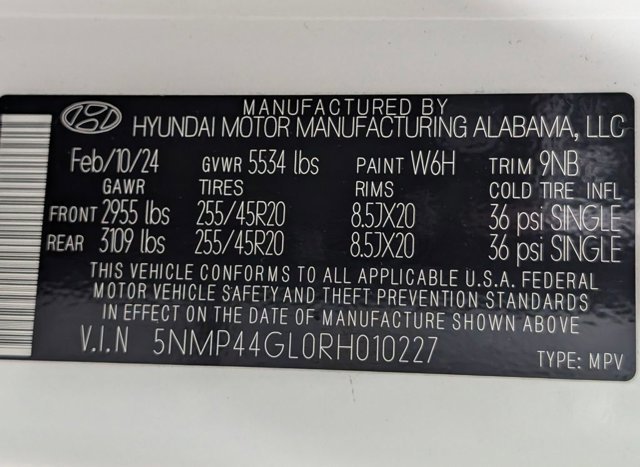 MANUFACTURED BY
HYUNDAI MOTOR MANUFACTURING ALABAMA, LLC
Feb/10/24 GVWR 5534 lbs PAINT W6H TRIM 9NB
GAWR TIRES RIMS COLD TIRE INFL
FRONT 2955 lbs 255/45R20 8.5JX20 36 psi SINGLE
REAR 3109 lbs 255/45R20 8.5JX20 36 psi SINGLE
THIS VEHICLE CONFORMS TO ALL APPLICABLE U.S.A. FEDERAL
MOTOR VEHICLE SAFETY AND THEFT PREVENTION STANDARDS
IN EFFECT ON THE DATE OF MANUFACTURE SHOWN ABOVE
V.I.N 5NMP44GL0RH010227 TYPE: MPV